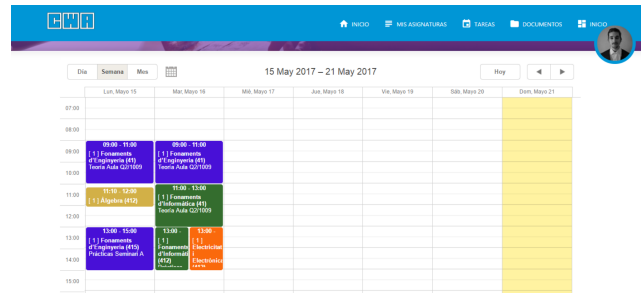 CWA
INICIO
MIS ASIGNATURAS
TAREAS
DOCUMENTOS
INICIO
Día Semana Mes
15 May 2017 – 21 May 2017
Hoy
Lun, Mayo 15 Mar, Mayo 16 Mié, Mayo 17 Jue, Mayo 18 Vie, Mayo 19 Sáb, Mayo 20 Dom, Mayo 21
07:00
08:00
09:00
10:00
11:00
12:00
13:00
14:00
15:00
09:00 - 11:00
[ 1 ] Fonaments
d'Enginyeria (41)
Teoría Aula Q2/1009
11:10 - 12:00
[ 1 ] Álgebra (412)
13:00 - 15:00
[ 1 ] Fonaments
d'Enginyeria (415)
Prácticas Seminari A
09:00 - 11:00
[ 1 ] Fonaments
d'Enginyeria (41)
Teoría Aula Q2/1009
11:00 - 13:00
[ 1 ] Fonaments
d'Informàtica (41)
Teoría Aula Q2/1009
13:00 -
[ 1 ]
Fonaments
d'Informàti
(412)
Prácticas
13:00 -
[ 1 ]
Electricitat
i
Electrònica
(412)